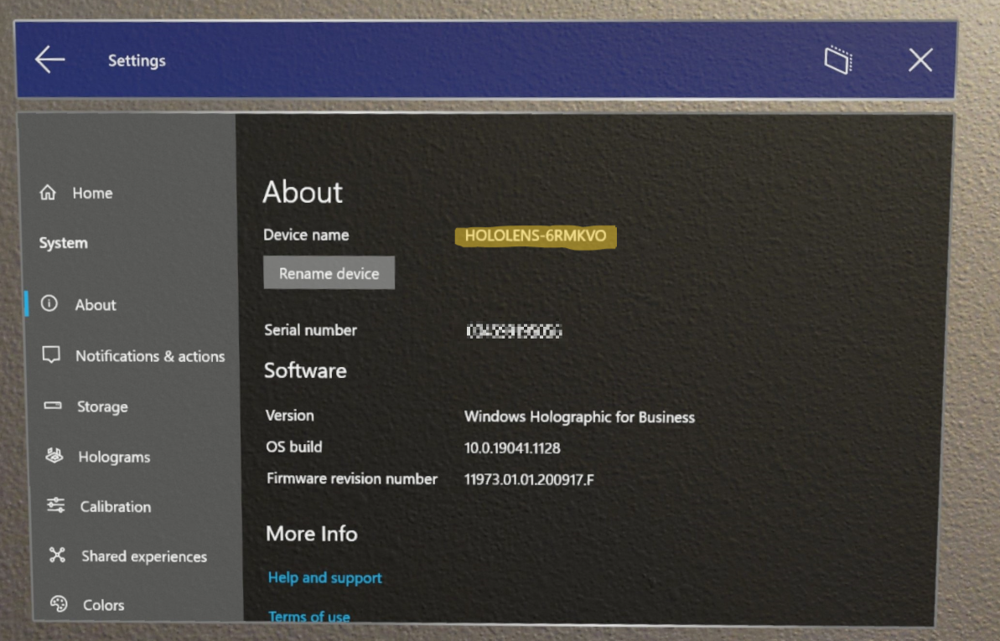 Settings
Home
System
About
Notifications & actions
Storage
Holograms
Calibration
Shared experiences
Colors
About
Device name HOLOLENS-6RMKVO
Rename device
Serial number
Software
Version Windows Holographic for Business
OS build 10.0.19041.1128
Firmware revision number 11973.01.01.200917.F
More Info
Help and support
Terms of use